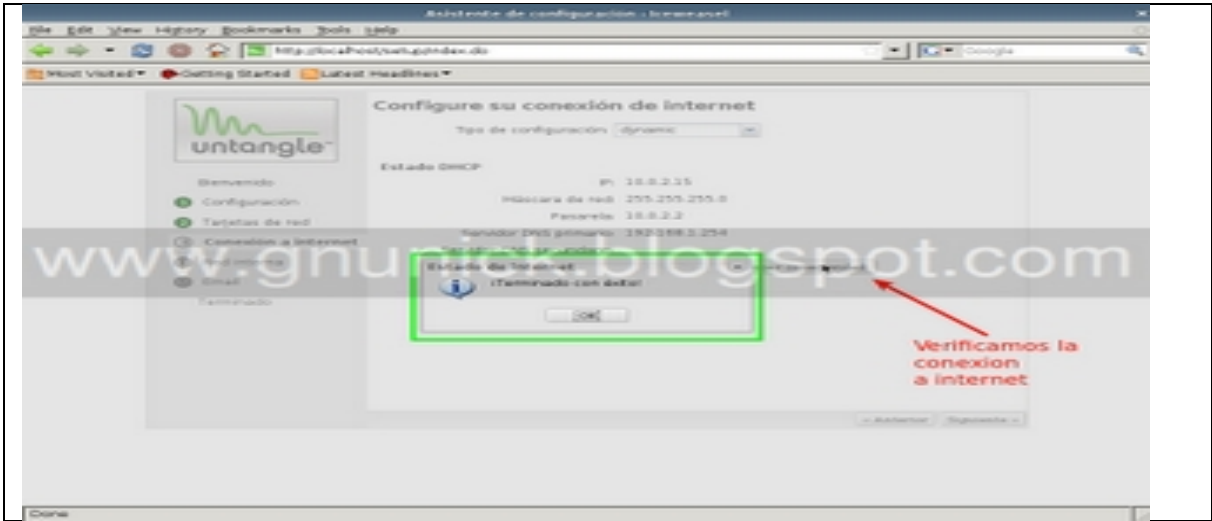 Asistente de configuración - Iceweasel
File Edit View History Bookmarks Tools Help
http://localhost/setup/index.do
Google
Most Visited Getting Started Latest Headlines
untangle
Configure su conexión de internet
Tipo de configuración: dynamic
Estado DHCP
IP: 10.0.2.15
Máscara de red: 255.255.255.0
Pasarela: 10.0.2.2
Servidor DNS primario: 192.168.1.254
Bienvenido
Configuración
Tarjetas de red
Conexión a Internet
Red interna
Email
Terminado
www.gnunick.blogspot.com
Estado de Internet
¡Terminado con éxito!
OK
Verificamos la
conexion
a internet
« Anterior Siguiente »
Done